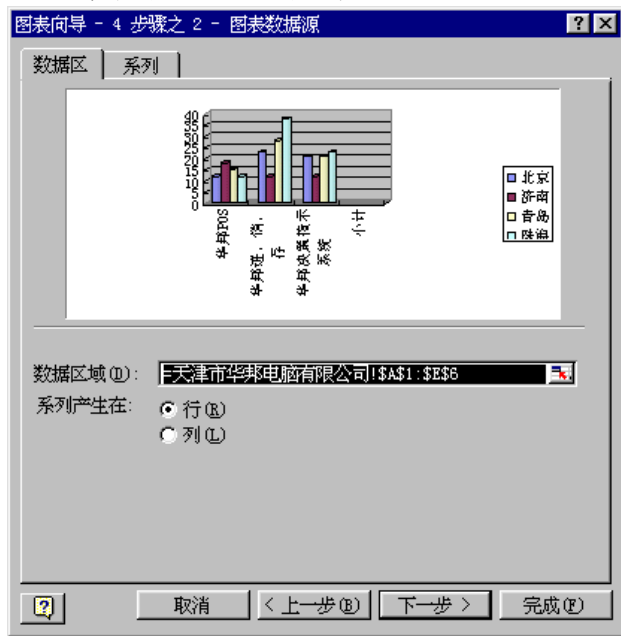 图表向导 - 4 步骤之 2 - 图表数据源
数据区
系列
40
35
30
25
20
15
10
5
0
华邦POS
华邦进、销、
存
华邦决策指示
系统
小计
北京
济南
青岛
珠海
数据区域(D):
=天津市华邦电脑有限公司!$A$1:$E$6
系列产生在:
行(R)
列(L)
取消
< 上一步(B)
下一步 >
完成(F)